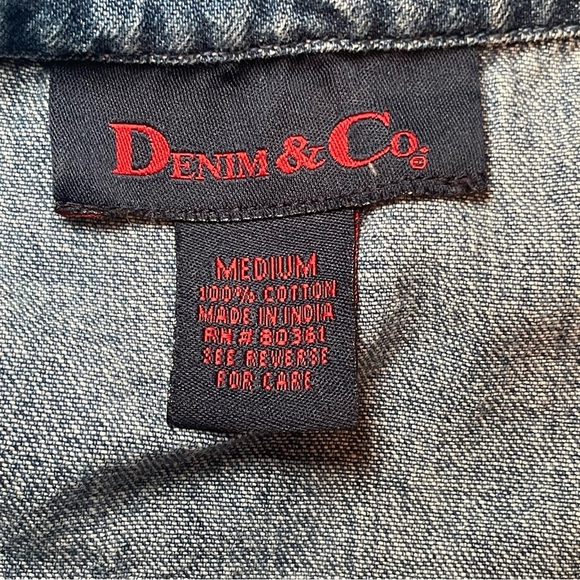 DENIM & CO.®
MEDIUM
100% COTTON
MADE IN INDIA
RN # 80361
SEE REVERSE
FOR CARE